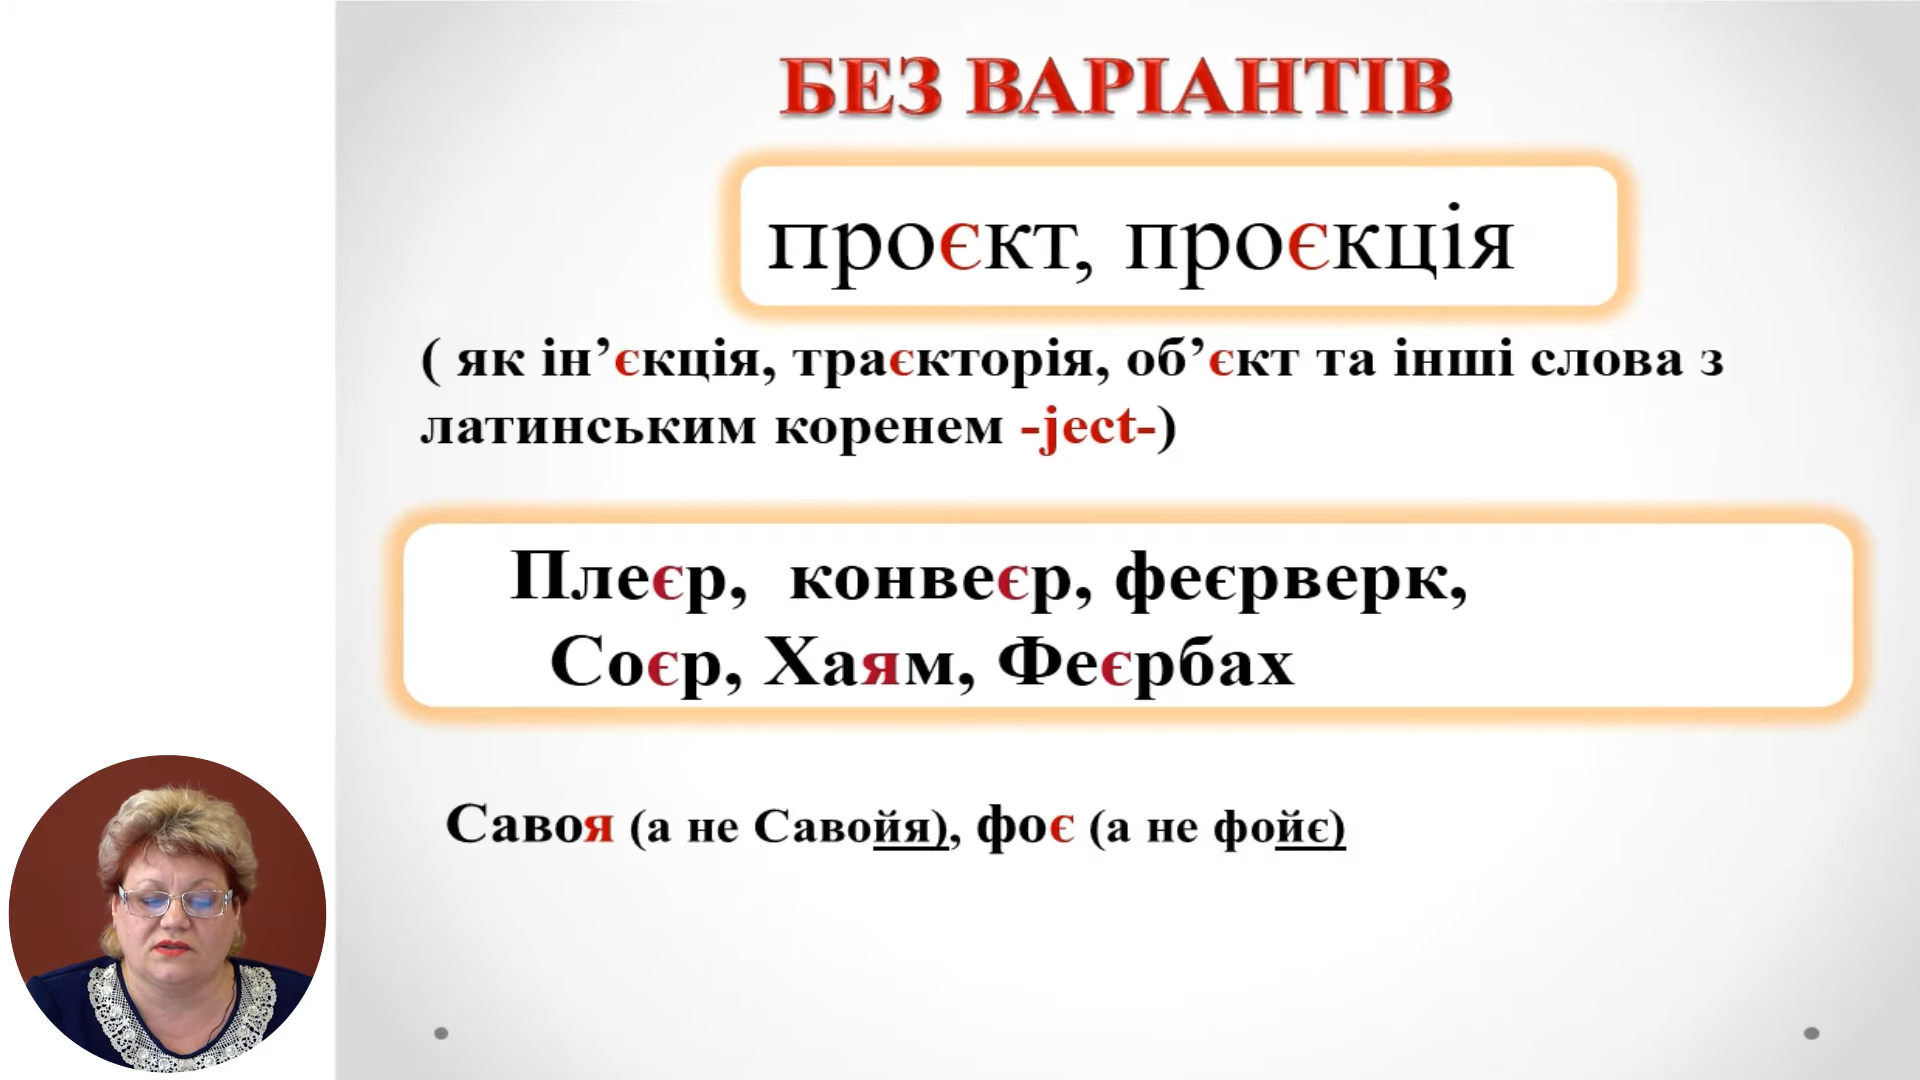 БЕЗ ВАРІАНТІВ
проєкт, проєкція
( як ін’єкція, траєкторія, об’єкт та інші слова з
латинським коренем -ject-)
Плеєр, конвеєр, феєрверк,
Соєр, Хаям, Феєрбах
Савоя (а не Савойя), фоє (а не фойє)